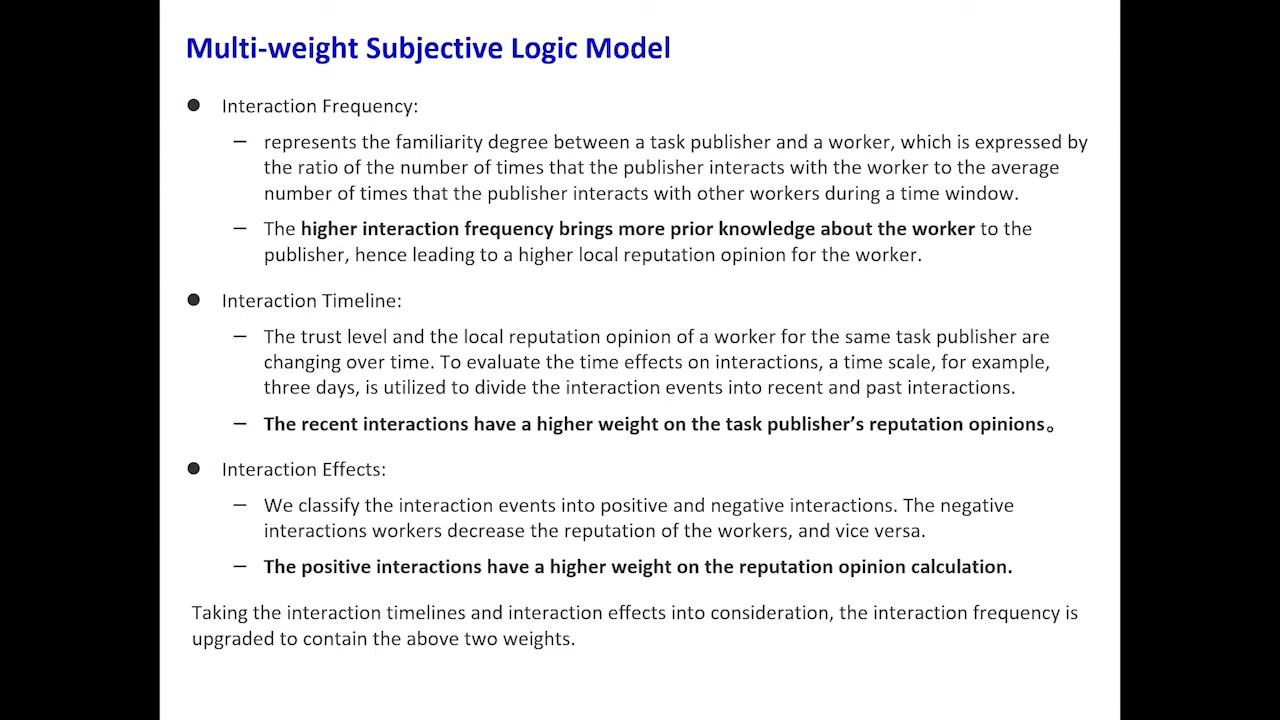 Multi-weight Subjective Logic Model
● Interaction Frequency:
– represents the familiarity degree between a task publisher and a worker, which is expressed by
the ratio of the number of times that the publisher interacts with the worker to the average
number of times that the publisher interacts with other workers during a time window.
– The higher interaction frequency brings more prior knowledge about the worker to the
publisher, hence leading to a higher local reputation opinion for the worker.
● Interaction Timeline:
– The trust level and the local reputation opinion of a worker for the same task publisher are
changing over time. To evaluate the time effects on interactions, a time scale, for example,
three days, is utilized to divide the interaction events into recent and past interactions.
– The recent interactions have a higher weight on the task publisher’s reputation opinions。
● Interaction Effects:
– We classify the interaction events into positive and negative interactions. The negative
interactions workers decrease the reputation of the workers, and vice versa.
– The positive interactions have a higher weight on the reputation opinion calculation.
Taking the interaction timelines and interaction effects into consideration, the interaction frequency is
upgraded to contain the above two weights.